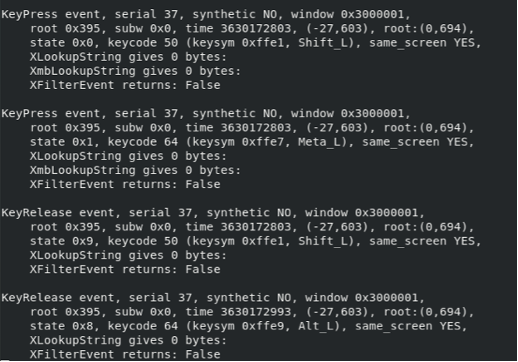 KeyPress event, serial 37, synthetic NO, window 0x3000001,
    root 0x395, subw 0x0, time 3630172803, (-27,603), root:(0,694),
    state 0x0, keycode 50 (keysym 0xffe1, Shift_L), same_screen YES,
    XLookupString gives 0 bytes:
    XmbLookupString gives 0 bytes:
    XFilterEvent returns: False

KeyPress event, serial 37, synthetic NO, window 0x3000001,
    root 0x395, subw 0x0, time 3630172803, (-27,603), root:(0,694),
    state 0x1, keycode 64 (keysym 0xffe7, Meta_L), same_screen YES,
    XLookupString gives 0 bytes:
    XmbLookupString gives 0 bytes:
    XFilterEvent returns: False

KeyRelease event, serial 37, synthetic NO, window 0x3000001,
    root 0x395, subw 0x0, time 3630172803, (-27,603), root:(0,694),
    state 0x9, keycode 50 (keysym 0xffe1, Shift_L), same_screen YES,
    XLookupString gives 0 bytes:
    XFilterEvent returns: False

KeyRelease event, serial 37, synthetic NO, window 0x3000001,
    root 0x395, subw 0x0, time 3630172993, (-27,603), root:(0,694),
    state 0x8, keycode 64 (keysym 0xffe9, Alt_L), same_screen YES,
    XLookupString gives 0 bytes:
    XFilterEvent returns: False